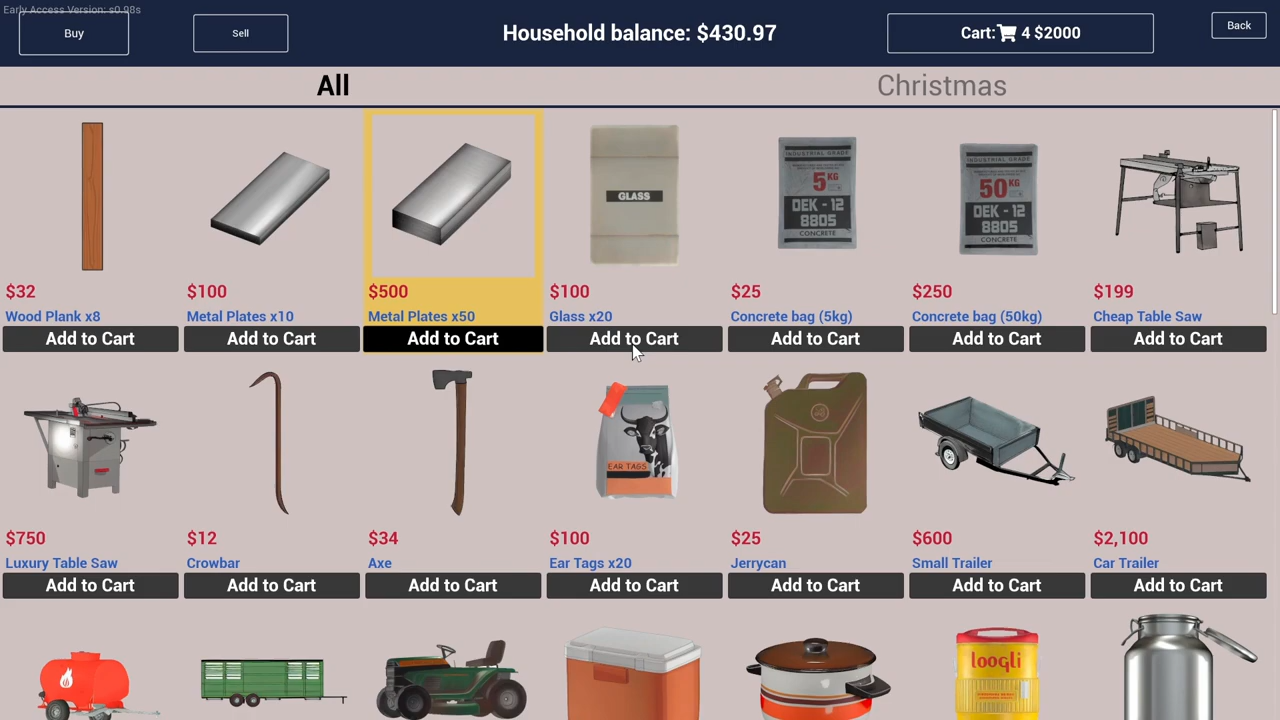 Early Access Version: s0.98s
Buy
Sell
Household balance: $430.97
Cart: 4 $2000
Back
All
Christmas
GLASS
INDUSTRIAL GRADE
5 KG
DEK - 12
8805
CONCRETE
INDUSTRIAL GRADE
50 KG
DEK - 12
8805
CONCRETE
$32
$100
$500
$100
$25
$250
$199
Wood Plank x8
Metal Plates x10
Metal Plates x50
Glass x20
Concrete bag (5kg)
Concrete bag (50kg)
Cheap Table Saw
Add to Cart
Add to Cart
Add to Cart
Add to Cart
Add to Cart
Add to Cart
Add to Cart
EAR TAGS
$750
$12
$34
$100
$25
$600
$2,100
Luxury Table Saw
Crowbar
Axe
Ear Tags x20
Jerrycan
Small Trailer
Car Trailer
Add to Cart
Add to Cart
Add to Cart
Add to Cart
Add to Cart
Add to Cart
Add to Cart
loogli